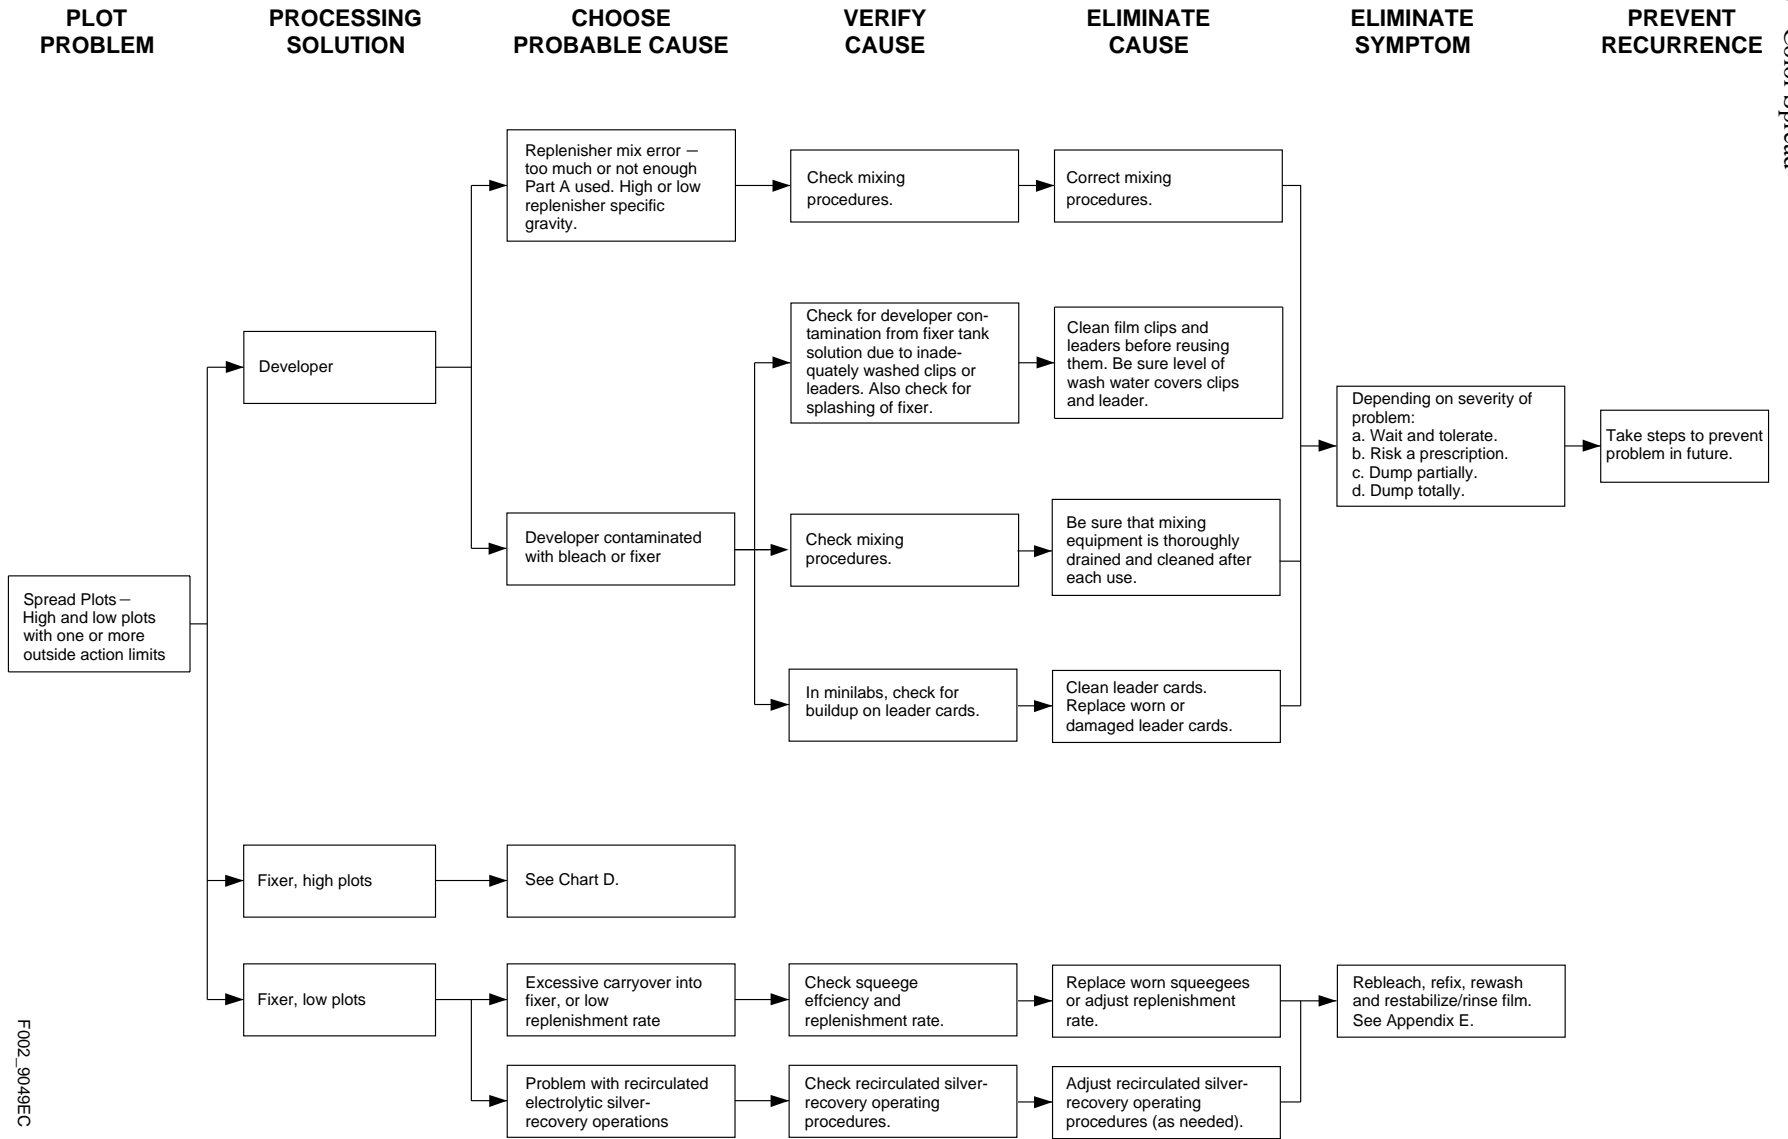 PLOT
PROBLEM
PROCESSING
SOLUTION
CHOOSE
PROBABLE CAUSE
VERIFY
CAUSE
ELIMINATE
CAUSE
ELIMINATE
SYMPTOM
PREVENT
RECURRENCE
Color Spread
Spread Plots —
High and low plots
with one or more
outside action limits
Developer
Replenisher mix error —
too much or not enough
Part A used. High or low
replenisher specific
gravity.
Check mixing
procedures.
Correct mixing
procedures.
Developer contaminated
with bleach or fixer
Check for developer con-
tamination from fixer tank
solution due to inade-
quately washed clips or
leaders. Also check for
splashing of fixer.
Clean film clips and
leaders before reusing
them. Be sure level of
wash water covers clips
and leader.
Check mixing
procedures.
Be sure that mixing
equipment is thoroughly
drained and cleaned after
each use.
In minilabs, check for
buildup on leader cards.
Clean leader cards.
Replace worn or
damaged leader cards.
Depending on severity of
problem:
a. Wait and tolerate.
b. Risk a prescription.
c. Dump partially.
d. Dump totally.
Take steps to prevent
problem in future.
Fixer, high plots
See Chart D.
Fixer, low plots
Excessive carryover into
fixer, or low
replenishment rate
Check squeege
effciency and
replenishment rate.
Replace worn squeegees
or adjust replenishment
rate.
Rebleach, refix, rewash
and restabilize/rinse film.
See Appendix E.
Problem with recirculated
electrolytic silver-
recovery operations
Check recirculated silver-
recovery operating
procedures.
Adjust recirculated silver-
recovery operating
procedures (as needed).
F002_9049EC